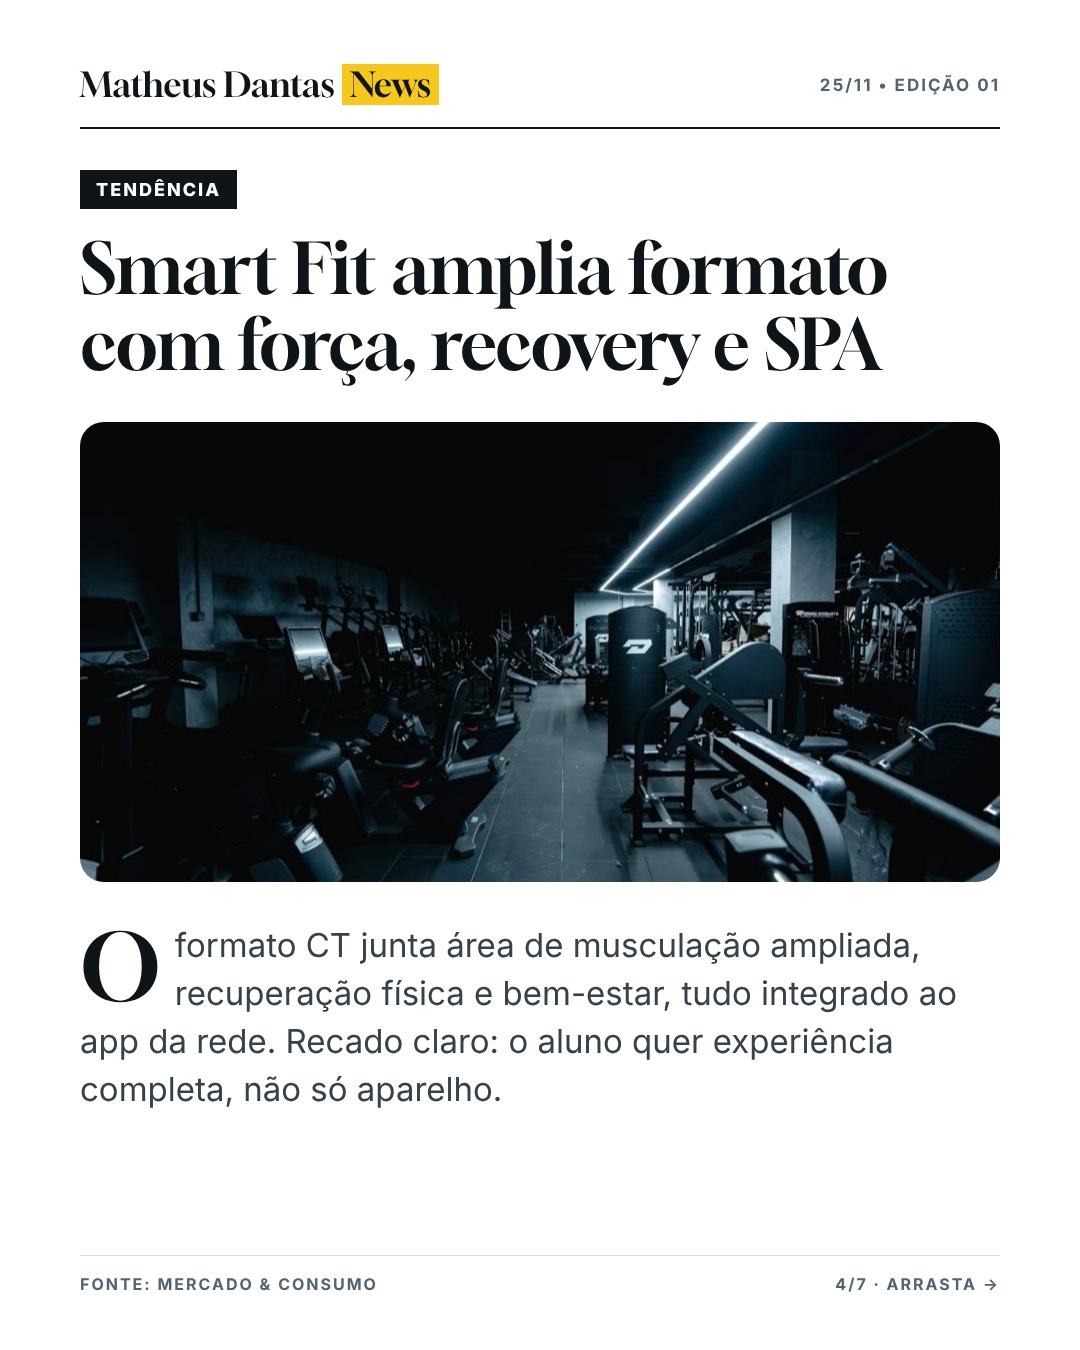 Matheus Dantas News
25/11 • EDIÇÃO 01
TENDÊNCIA
Smart Fit amplia formato
com força, recovery e SPA
O formato CT junta área de musculação ampliada,
recuperação física e bem-estar, tudo integrado ao
app da rede. Recado claro: o aluno quer experiência
completa, não só aparelho.
FONTE: MERCADO & CONSUMO
4/7 · ARRASTA →